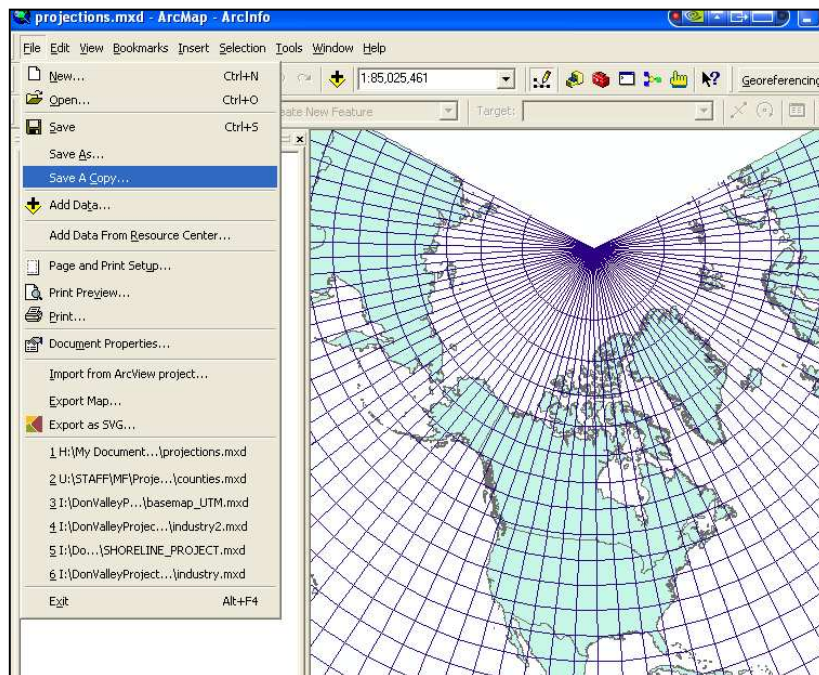 projections.mxd - ArcMap - ArcInfo
File Edit View Bookmarks Insert Selection Tools Window Help
1:85,025,461
Georeferencing
New... Ctrl+N
Open... Ctrl+O
Create New Feature Target:
Save Ctrl+S
Save As...
Save A Copy...
Add Data...
Add Data From Resource Center...
Page and Print Setup...
Print Preview...
Print...
Document Properties...
Import from ArcView project...
Export Map...
Export as SVG...
1 H:\My Document...\projections.mxd
2 U:\STAFF\MF\Proje...\counties.mxd
3 I:\DonValleyP...\basemap_UTM.mxd
4 I:\DonValleyProjec...\industry2.mxd
5 I:\Do...\SHORELINE_PROJECT.mxd
6 I:\DonValleyProject...\industry.mxd
Exit Alt+F4